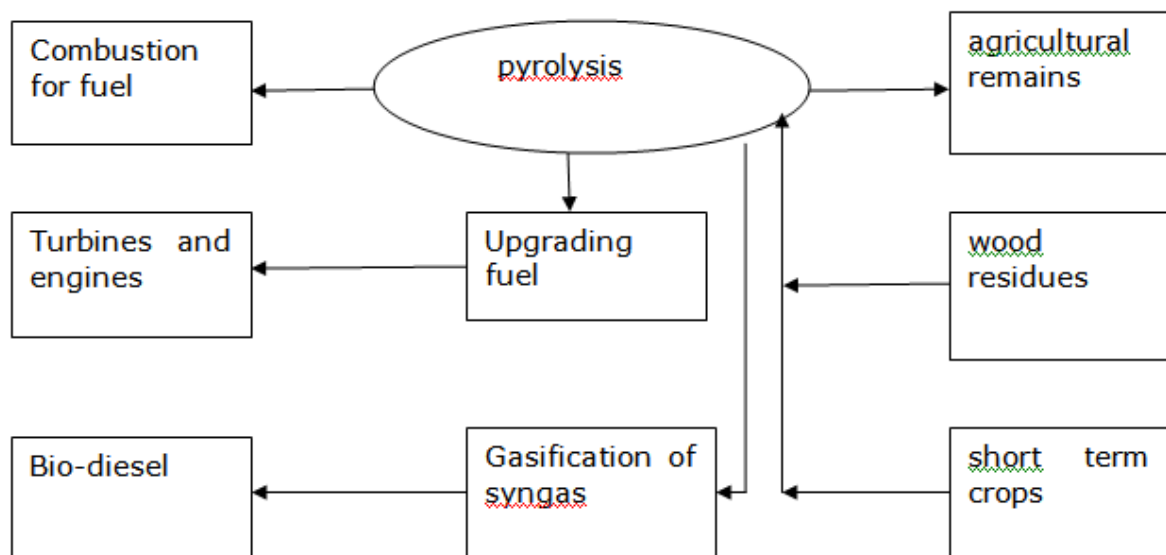 Combustion
for fuel
pyrolysis
agricultural
remains
Turbines and
engines
Upgrading
fuel
wood
residues
Bio-diesel
Gasification of
syngas
short term
crops